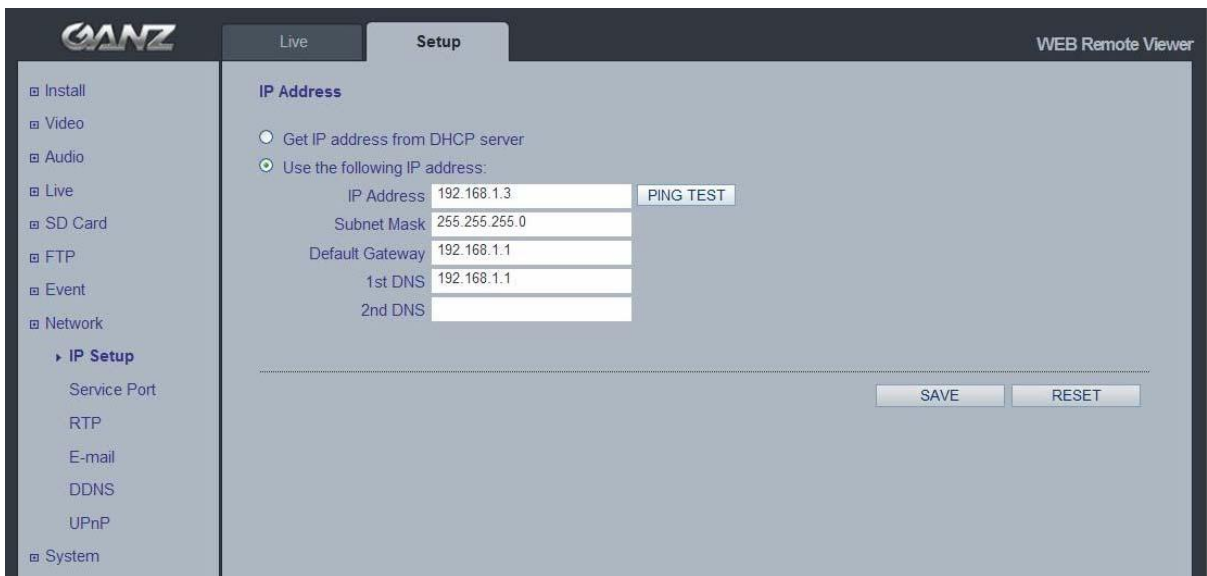 GANZ
Live
Setup
WEB Remote Viewer
Install
Video
Audio
Live
SD Card
FTP
Event
Network
IP Setup
Service Port
RTP
E-mail
DDNS
UPnP
System
IP Address
Get IP address from DHCP server
Use the following IP address:
IP Address 192.168.1.3 PING TEST
Subnet Mask 255.255.255.0
Default Gateway 192.168.1.1
1st DNS 192.168.1.1
2nd DNS
SAVE RESET